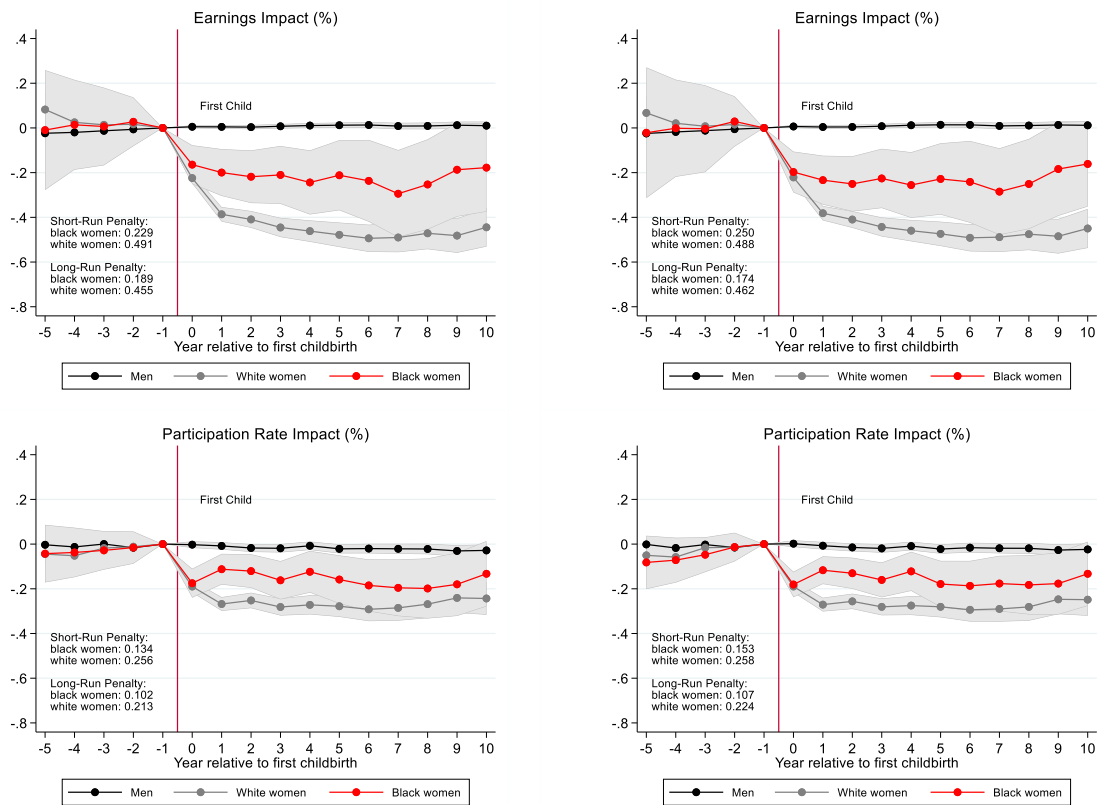 Earnings Impact (%)
.4
.2
0
-.2
-.4
-.6
-.8
First Child
Short-Run Penalty:
black women: 0.229
white women: 0.491
Long-Run Penalty:
black women: 0.189
white women: 0.455
-5 -4 -3 -2 -1 0 1 2 3 4 5 6 7 8 9 10
Year relative to first childbirth
Men White women Black women
Earnings Impact (%)
.4
.2
0
-.2
-.4
-.6
-.8
First Child
Short-Run Penalty:
black women: 0.250
white women: 0.488
Long-Run Penalty:
black women: 0.174
white women: 0.462
-5 -4 -3 -2 -1 0 1 2 3 4 5 6 7 8 9 10
Year relative to first childbirth
Men White women Black women
Participation Rate Impact (%)
.4
.2
0
-.2
-.4
-.6
-.8
First Child
Short-Run Penalty:
black women: 0.134
white women: 0.256
Long-Run Penalty:
black women: 0.102
white women: 0.213
-5 -4 -3 -2 -1 0 1 2 3 4 5 6 7 8 9 10
Year relative to first childbirth
Men White women Black women
Participation Rate Impact (%)
.4
.2
0
-.2
-.4
-.6
-.8
First Child
Short-Run Penalty:
black women: 0.153
white women: 0.258
Long-Run Penalty:
black women: 0.107
white women: 0.224
-5 -4 -3 -2 -1 0 1 2 3 4 5 6 7 8 9 10
Year relative to first childbirth
Men White women Black women